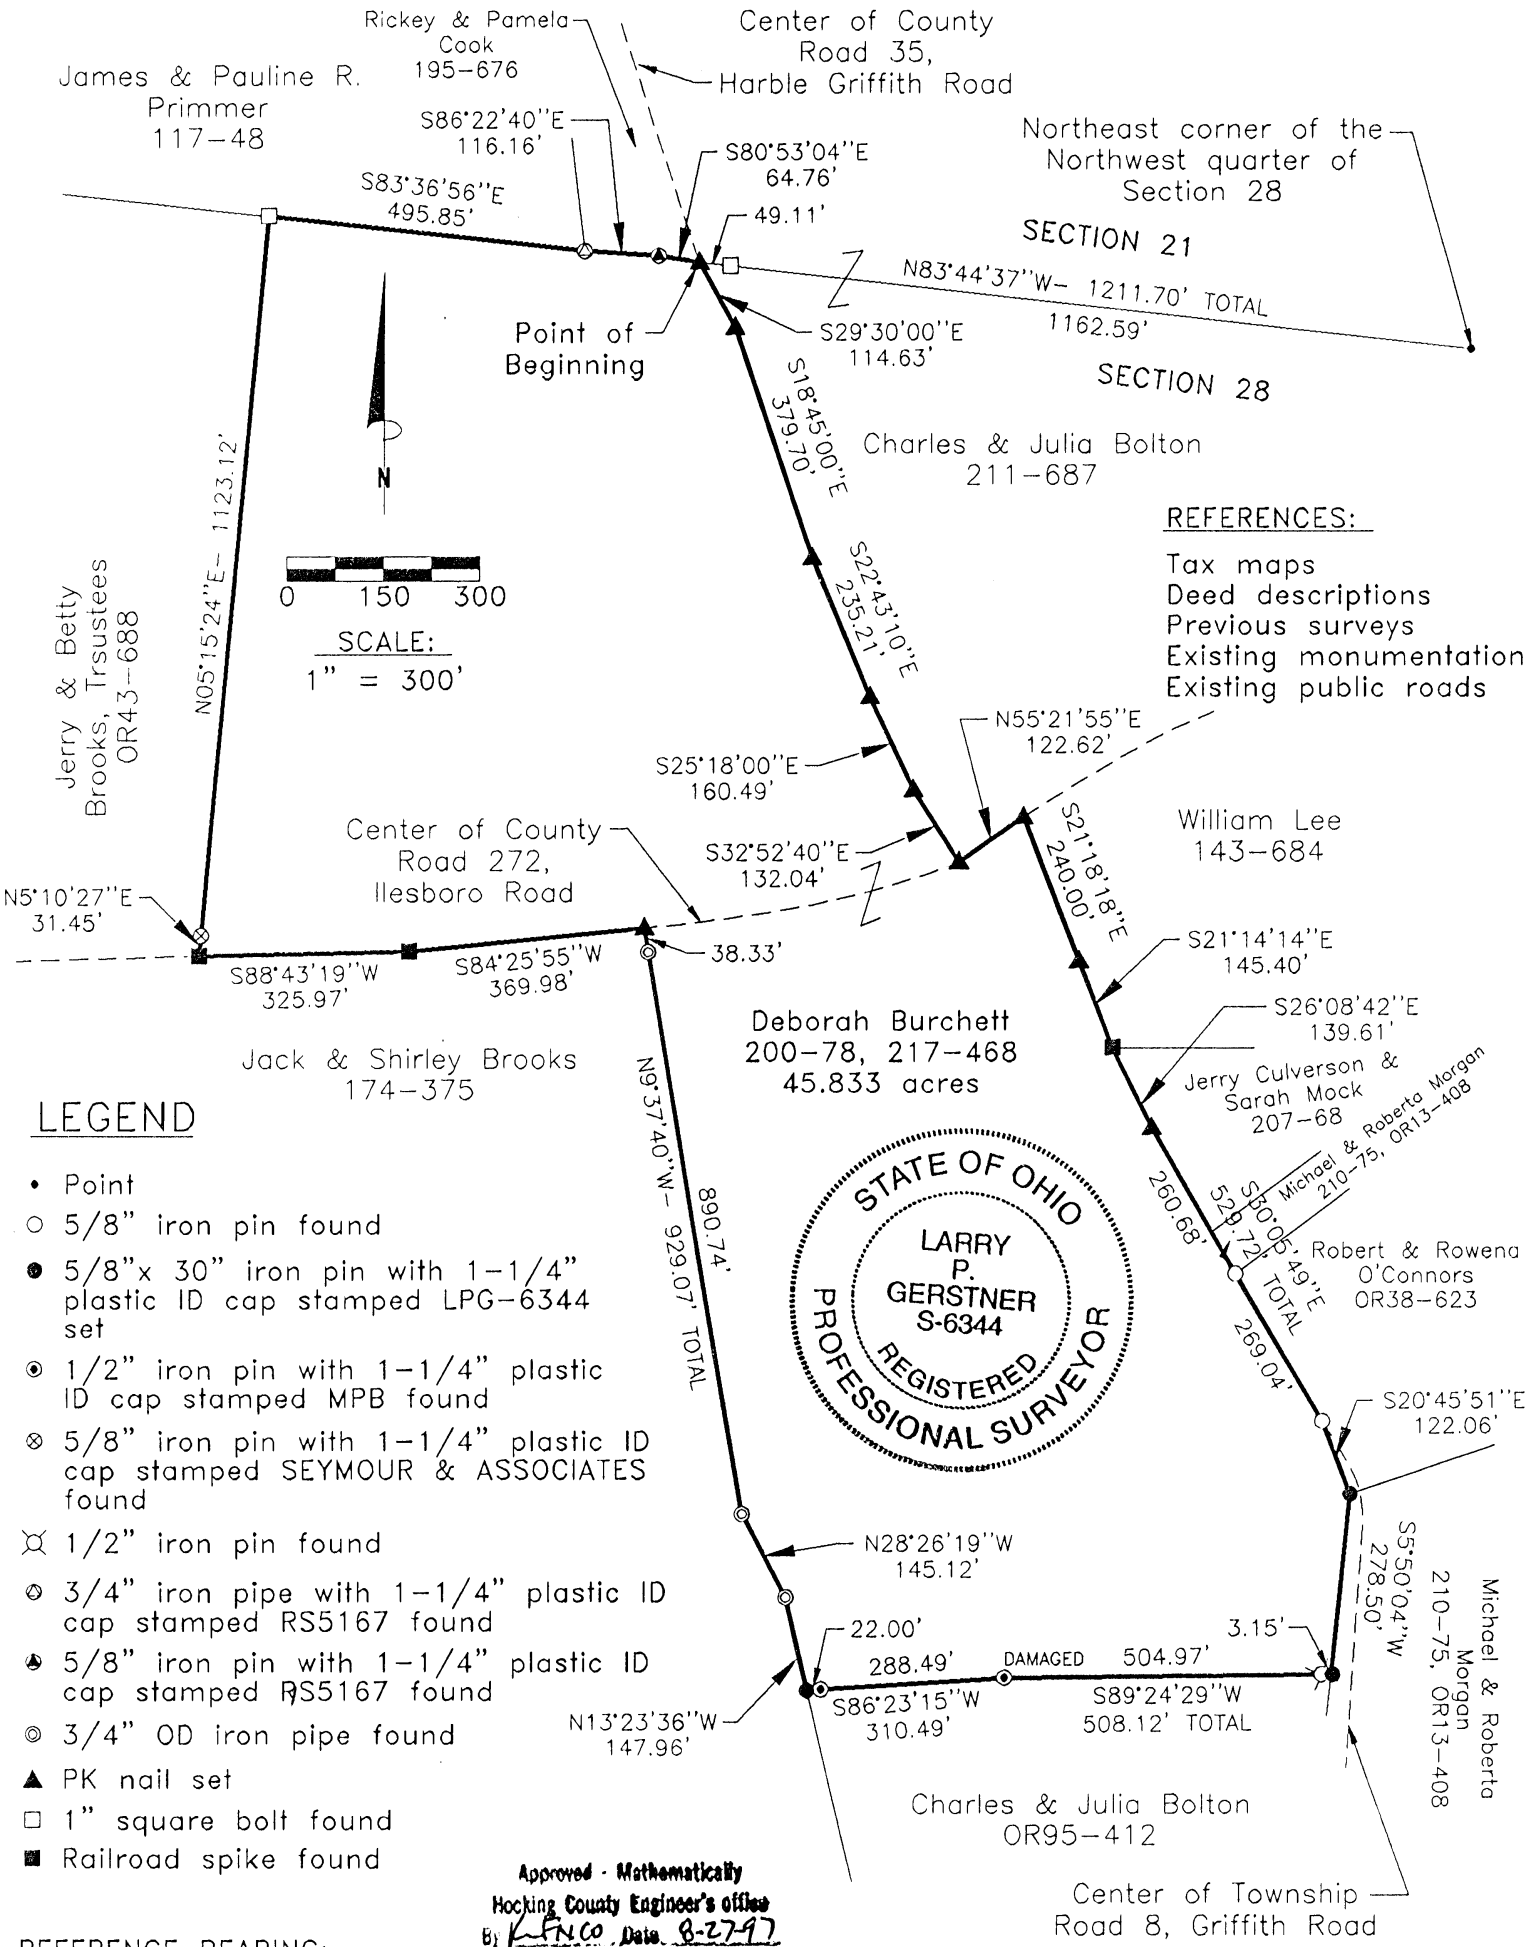 Rickey & Pamela
Cook
195-676
Center of County
Road 35,
Harble Griffith Road
James & Pauline R.
Primmer
117-48
S86°22'40''E
116.16'
S80°53'04''E
64.76'
49.11'
Northeast corner of the
Northwest quarter of
Section 28
S83°36'56''E
495.85'
SECTION 21
N83°44'37''W- 1211.70' TOTAL
1162.59'
SECTION 28
Point of
Beginning
S29°30'00''E
114.63'
S18°45'00''E
379.70'
Charles & Julia Bolton
211-687
N
0 150 300
SCALE:
1" = 300'
N05°15'24''E- 1123.12'
Jerry & Betty
Brooks, Trsustees
OR43-688
S22°43'10''E
235.21'
REFERENCES:
Tax maps
Deed descriptions
Previous surveys
Existing monumentation
Existing public roads
N55°21'55''E
122.62'
S25°18'00''E
160.49'
Center of County
Road 272,
Ilesboro Road
S32°52'40''E
132.04'
S21°18'18''E
240.00'
William Lee
143-684
N5°10'27''E
31.45'
S88°43'19''W
325.97'
S84°25'55''W
369.98'
38.33'
S21°14'14''E
145.40'
S26°08'42''E
139.61'
Deborah Burchett
200-78, 217-468
45.833 acres
Jack & Shirley Brooks
174-375
Jerry Culverson &
Sarah Mock
207-68
Michael & Roberta Morgan
210-75, OR13-408
N9°37'40''W- 929.07' TOTAL
890.74'
260.68'
S30°05'49''E
529.72' TOTAL
269.04'
Robert & Rowena
O'Connors
OR38-623
STATE OF OHIO
LARRY
P.
GERSTNER
S-6344
REGISTERED
PROFESSIONAL SURVEYOR
LEGEND
Point
5/8" iron pin found
5/8"x 30" iron pin with 1-1/4"
plastic ID cap stamped LPG-6344
set
1/2" iron pin with 1-1/4" plastic
ID cap stamped MPB found
5/8" iron pin with 1-1/4" plastic ID
cap stamped SEYMOUR & ASSOCIATES
found
1/2" iron pin found
3/4" iron pipe with 1-1/4" plastic ID
cap stamped RS5167 found
5/8" iron pin with 1-1/4" plastic ID
cap stamped RS5167 found
3/4" OD iron pipe found
PK nail set
1" square bolt found
Railroad spike found
S20°45'51''E
122.06'
S5°50'04''W
278.50'
Michael & Roberta
Morgan
210-75, OR13-408
N28°26'19''W
145.12'
22.00'
288.49'
DAMAGED
504.97'
3.15'
S86°23'15''W
310.49'
S89°24'29''W
508.12' TOTAL
N13°23'36''W
147.96'
Charles & Julia Bolton
OR95-412
Center of Township
Road 8, Griffith Road
Approved - Mathematically
Hocking County Engineer's office
By Date 8-27-97
REFERENCE BEARING: